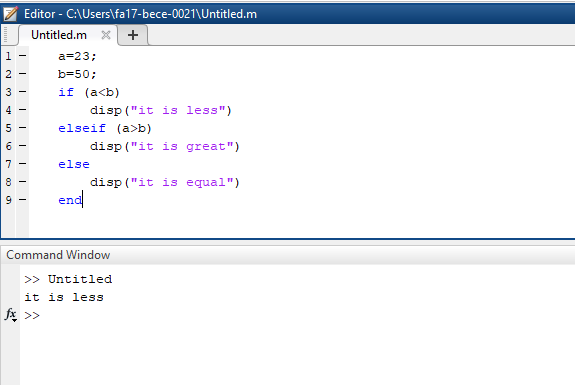 Editor - C:\Users\fa17-bece-0021\Untitled.m
Untitled.m × +
1 – a=23;
2 – b=50;
3 – if (a<b)
4 – disp("it is less")
5 – elseif (a>b)
6 – disp("it is great")
7 – else
8 – disp("it is equal")
9 – end
Command Window
>> Untitled
it is less
fx >>